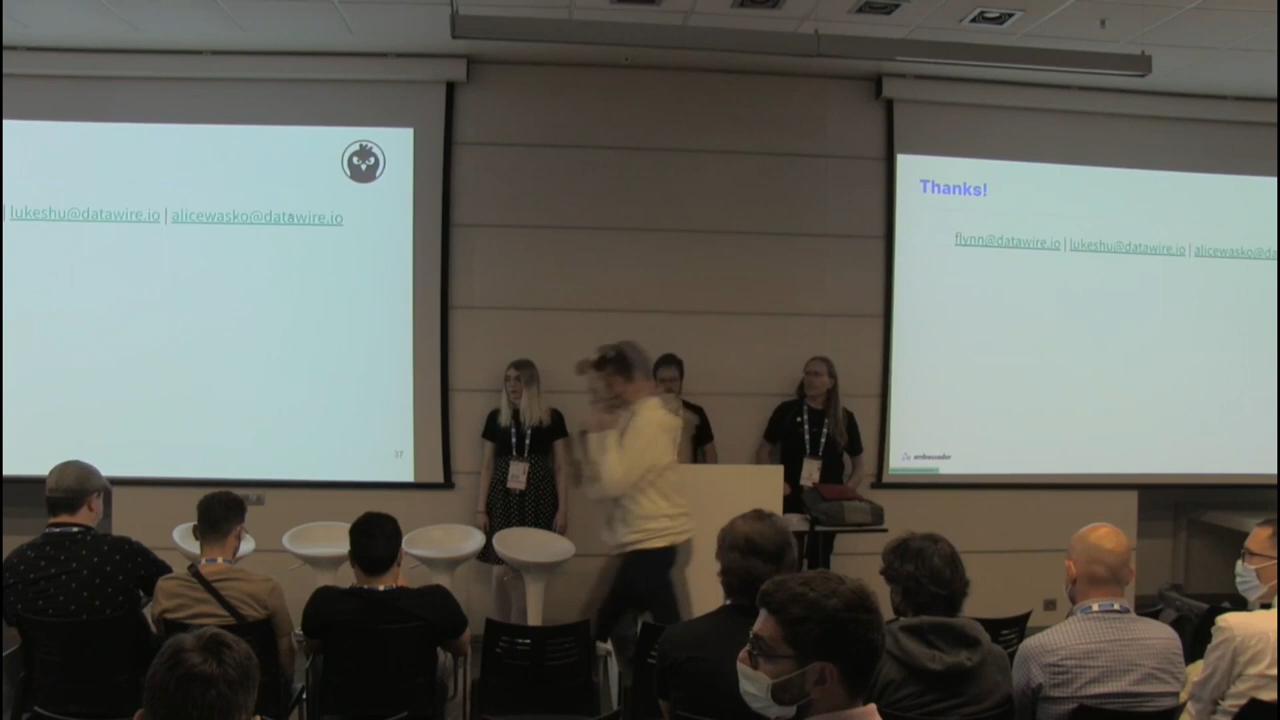 | lukeshu@datawire.io | alicewasko@datawire.io
37
Thanks!
flynn@datawire.io | lukeshu@datawire.io | alicewasko@da
ambassador